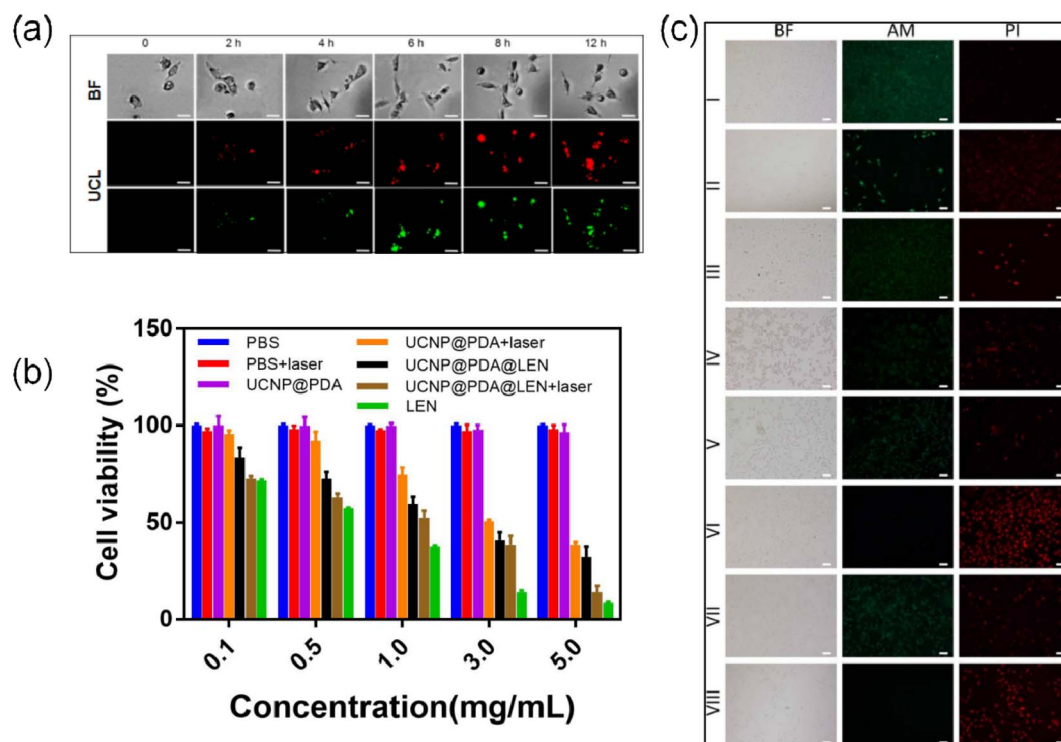 (a)
0 2 h 4 h 6 h 8 h 12 h
BF
UCL
(b)
150
100
50
0
Cell viability (%)
PBS
PBS+laser
UCNP@PDA
UCNP@PDA+laser
UCNP@PDA@LEN
UCNP@PDA@LEN+laser
LEN
0.1 0.5 1.0 3.0 5.0
Concentration(mg/mL)
(c)
BF AM PI
I
II
III
IV
V
VI
VII
VIII